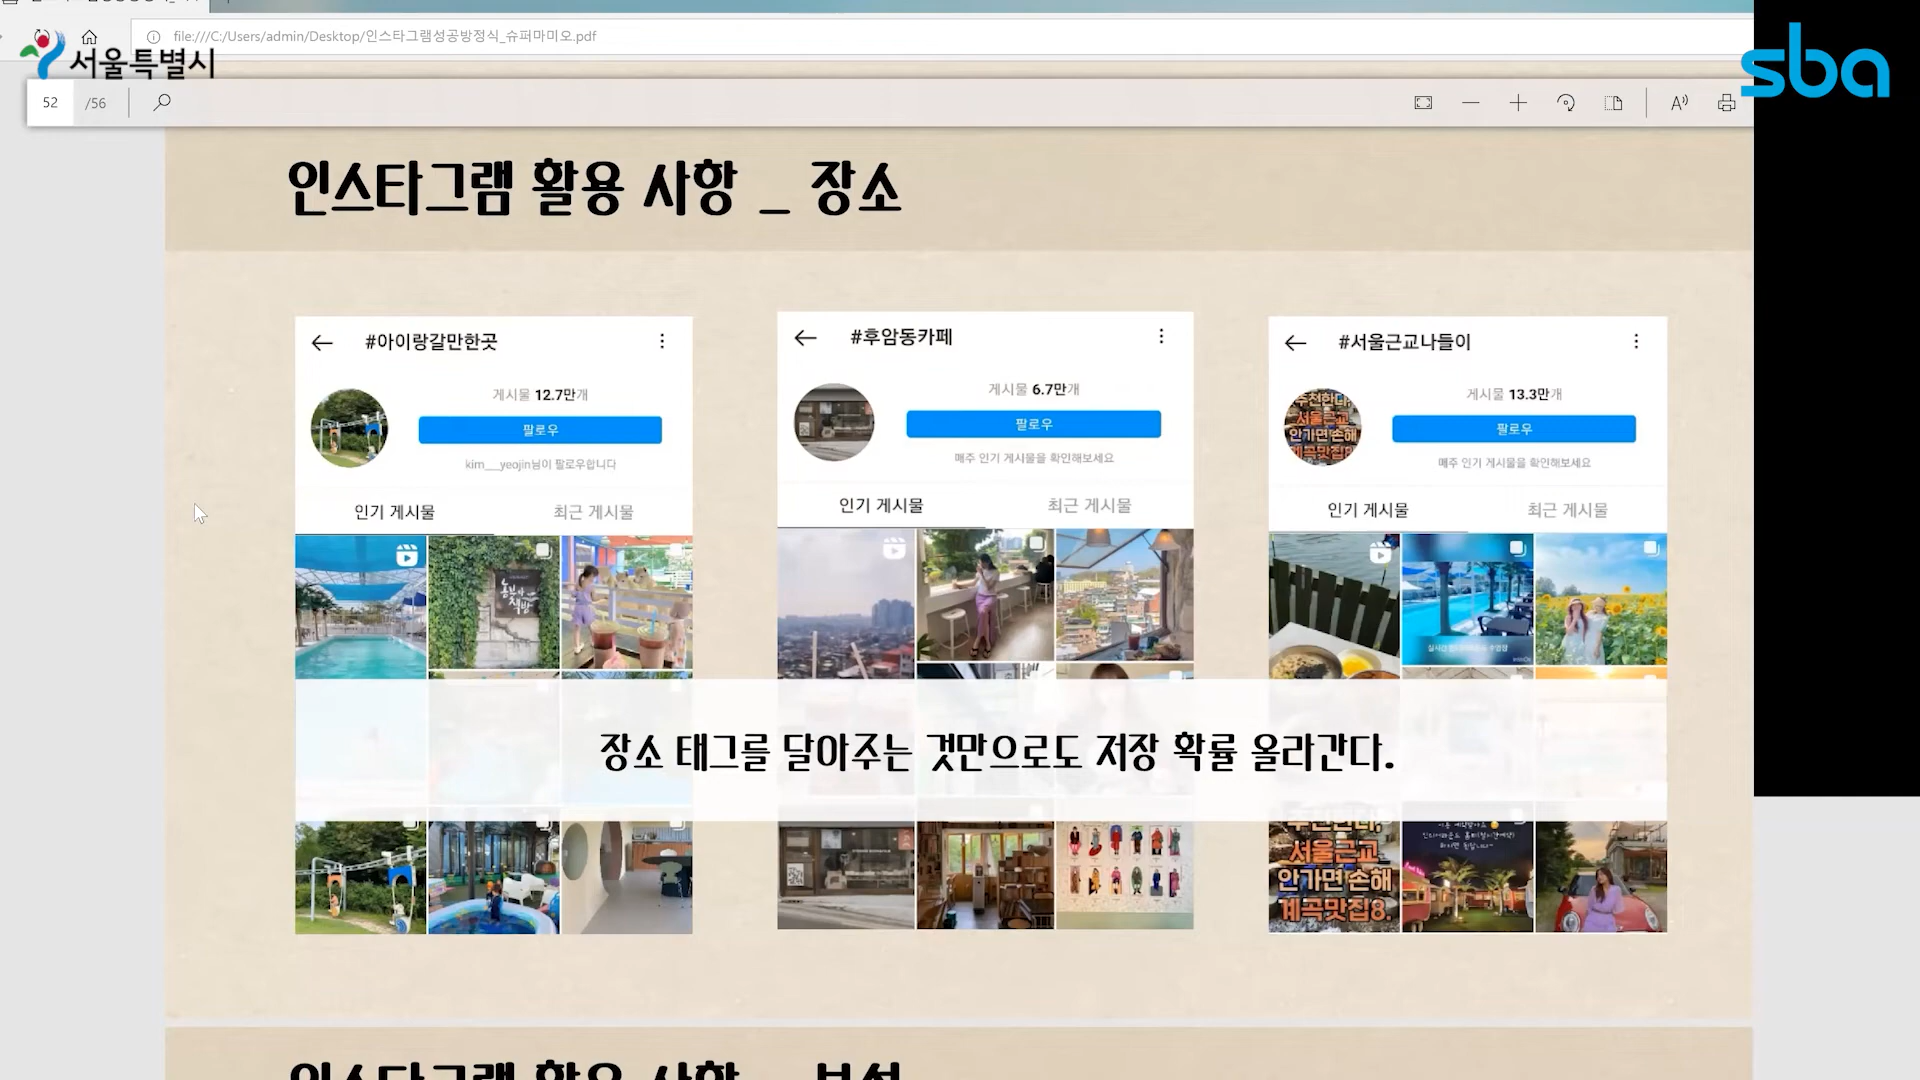 file:///C:/Users/admin/Desktop/인스타그램성공방정식_슈퍼마미오.pdf
서울특별시
sba
52 /56
인스타그램 활용 사항 _ 장소
#아이랑갈만한곳
게시물 12.7만개
팔로우
kim___yeojin님이 팔로우합니다
인기 게시물 최근 게시물
#후암동카페
게시물 6.7만개
팔로우
매주 인기 게시물을 확인해보세요
인기 게시물 최근 게시물
#서울근교나들이
게시물 13.3만개
팔로우
매주 인기 게시물을 확인해보세요
인기 게시물 최근 게시물
장소 태그를 달아주는 것만으로도 저장 확률 올라간다.
서울근교
안가면 손해
계곡맛집8.
인스타그램 활용 사항 _